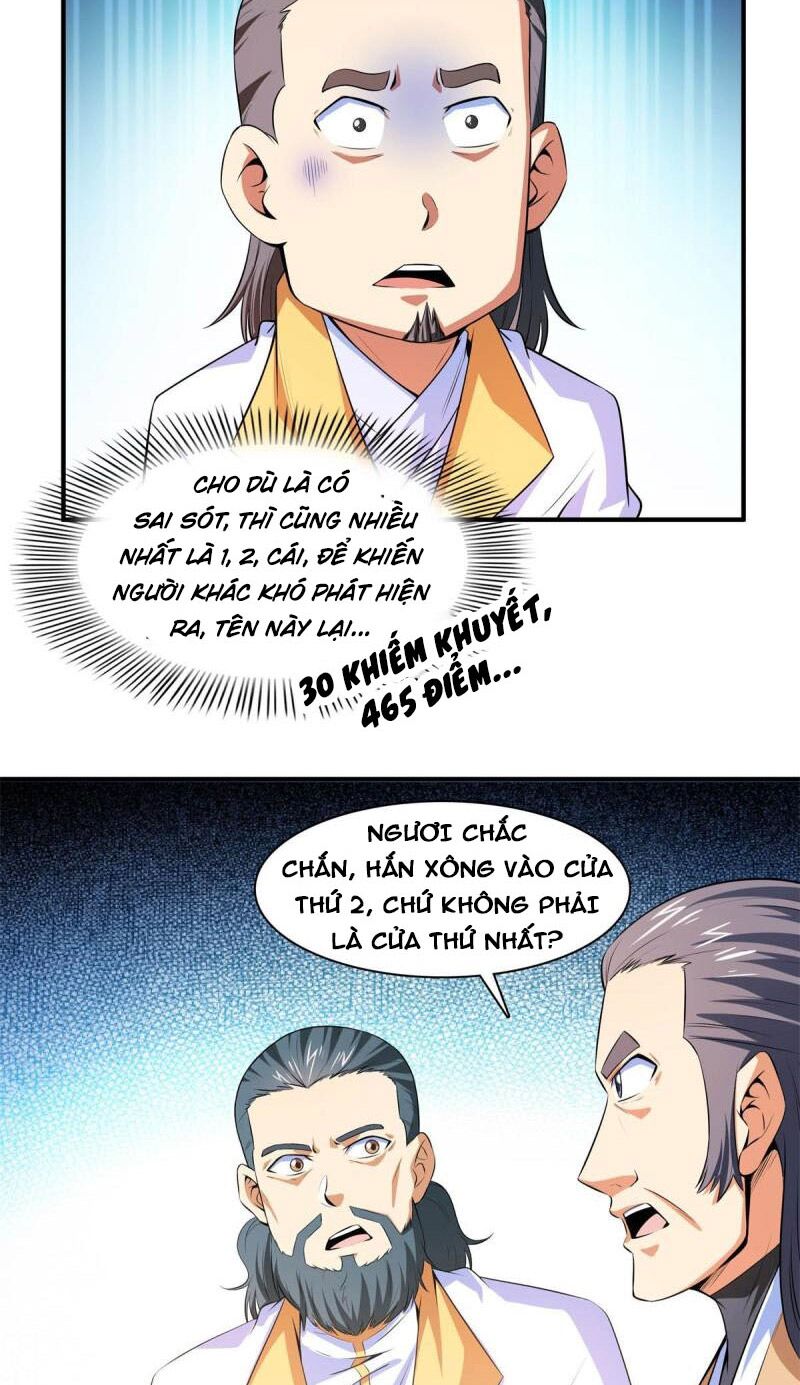 CHO DÙ LÀ CÓ
SAI SÓT, THÌ CŨNG NHIỀU
NHẤT LÀ 1, 2, CÁI, ĐỂ KHIẾN
NGƯỜI KHÁC KHÓ PHÁT HIỆN
RA, TÊN NÀY LẠI...
30 KHIẾM KHUYẾT,
465 ĐIỂM...
NGƯƠI CHẮC
CHẮN, HẮN XÔNG VÀO CỬA
THỨ 2, CHỨ KHÔNG PHẢI
LÀ CỬA THỨ NHẤT?